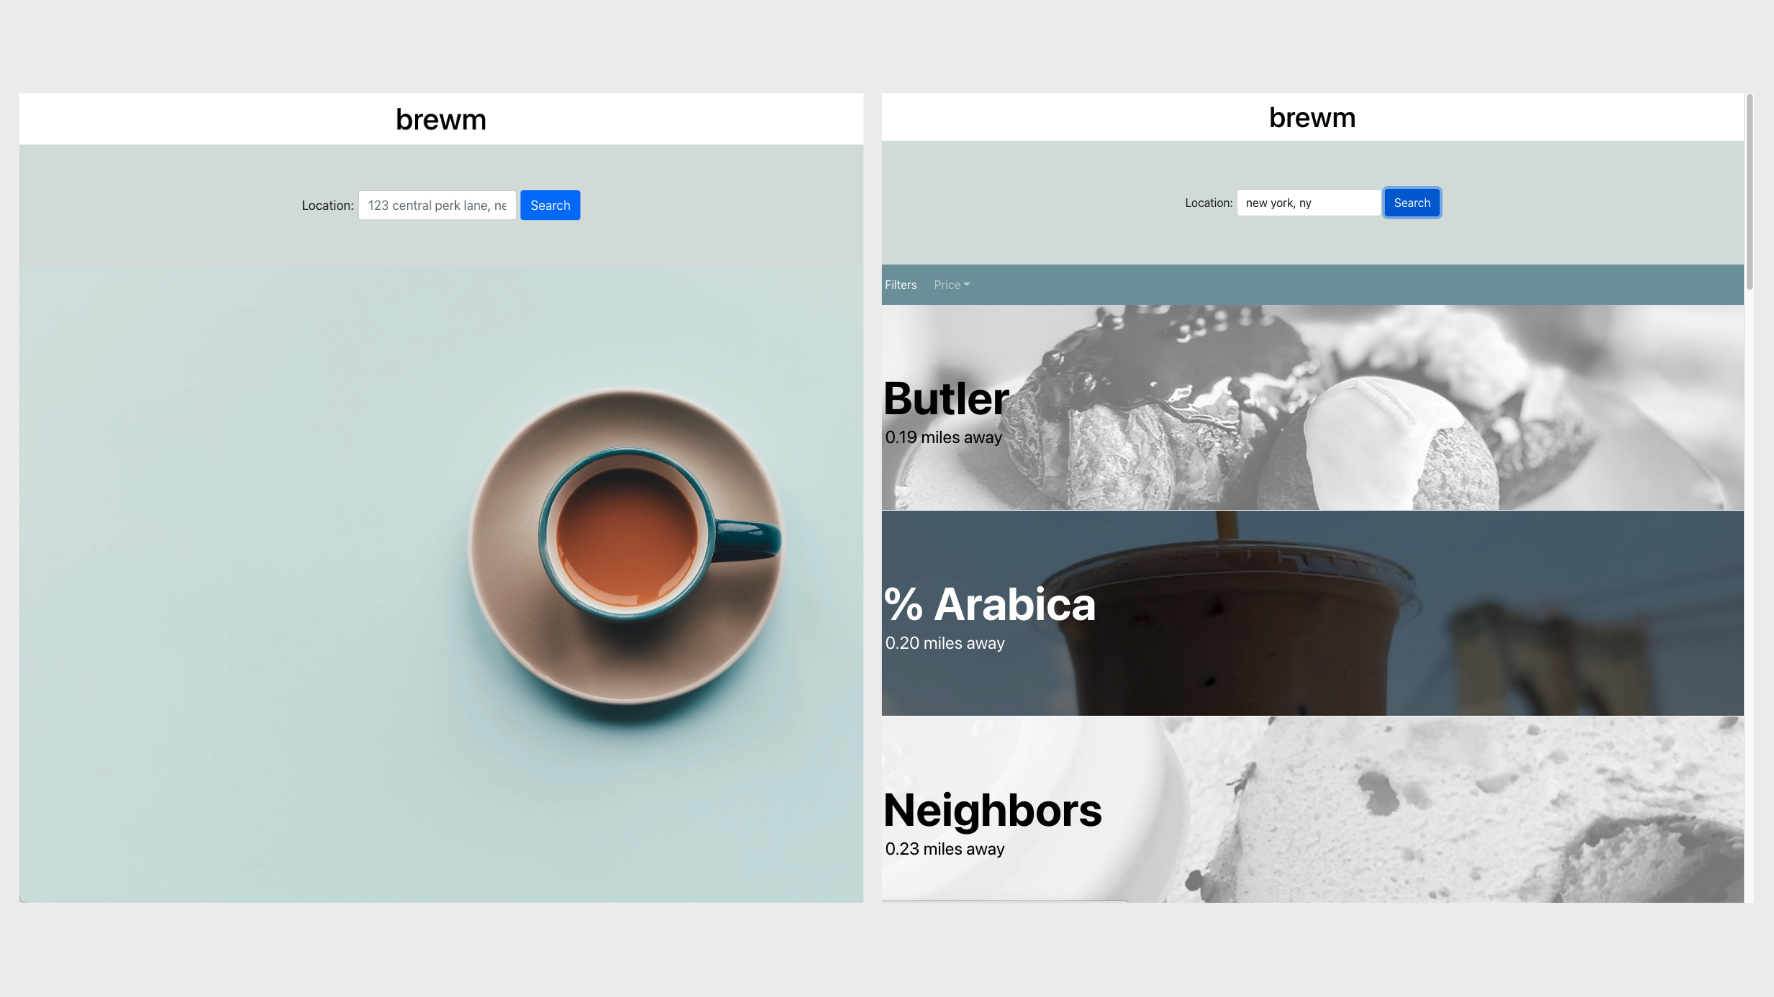 brewm
Location: 123 central perk lane, ne Search
brewm
Location: new york, ny Search
Filters Price
Butler
0.19 miles away
% Arabica
0.20 miles away
Neighbors
0.23 miles away